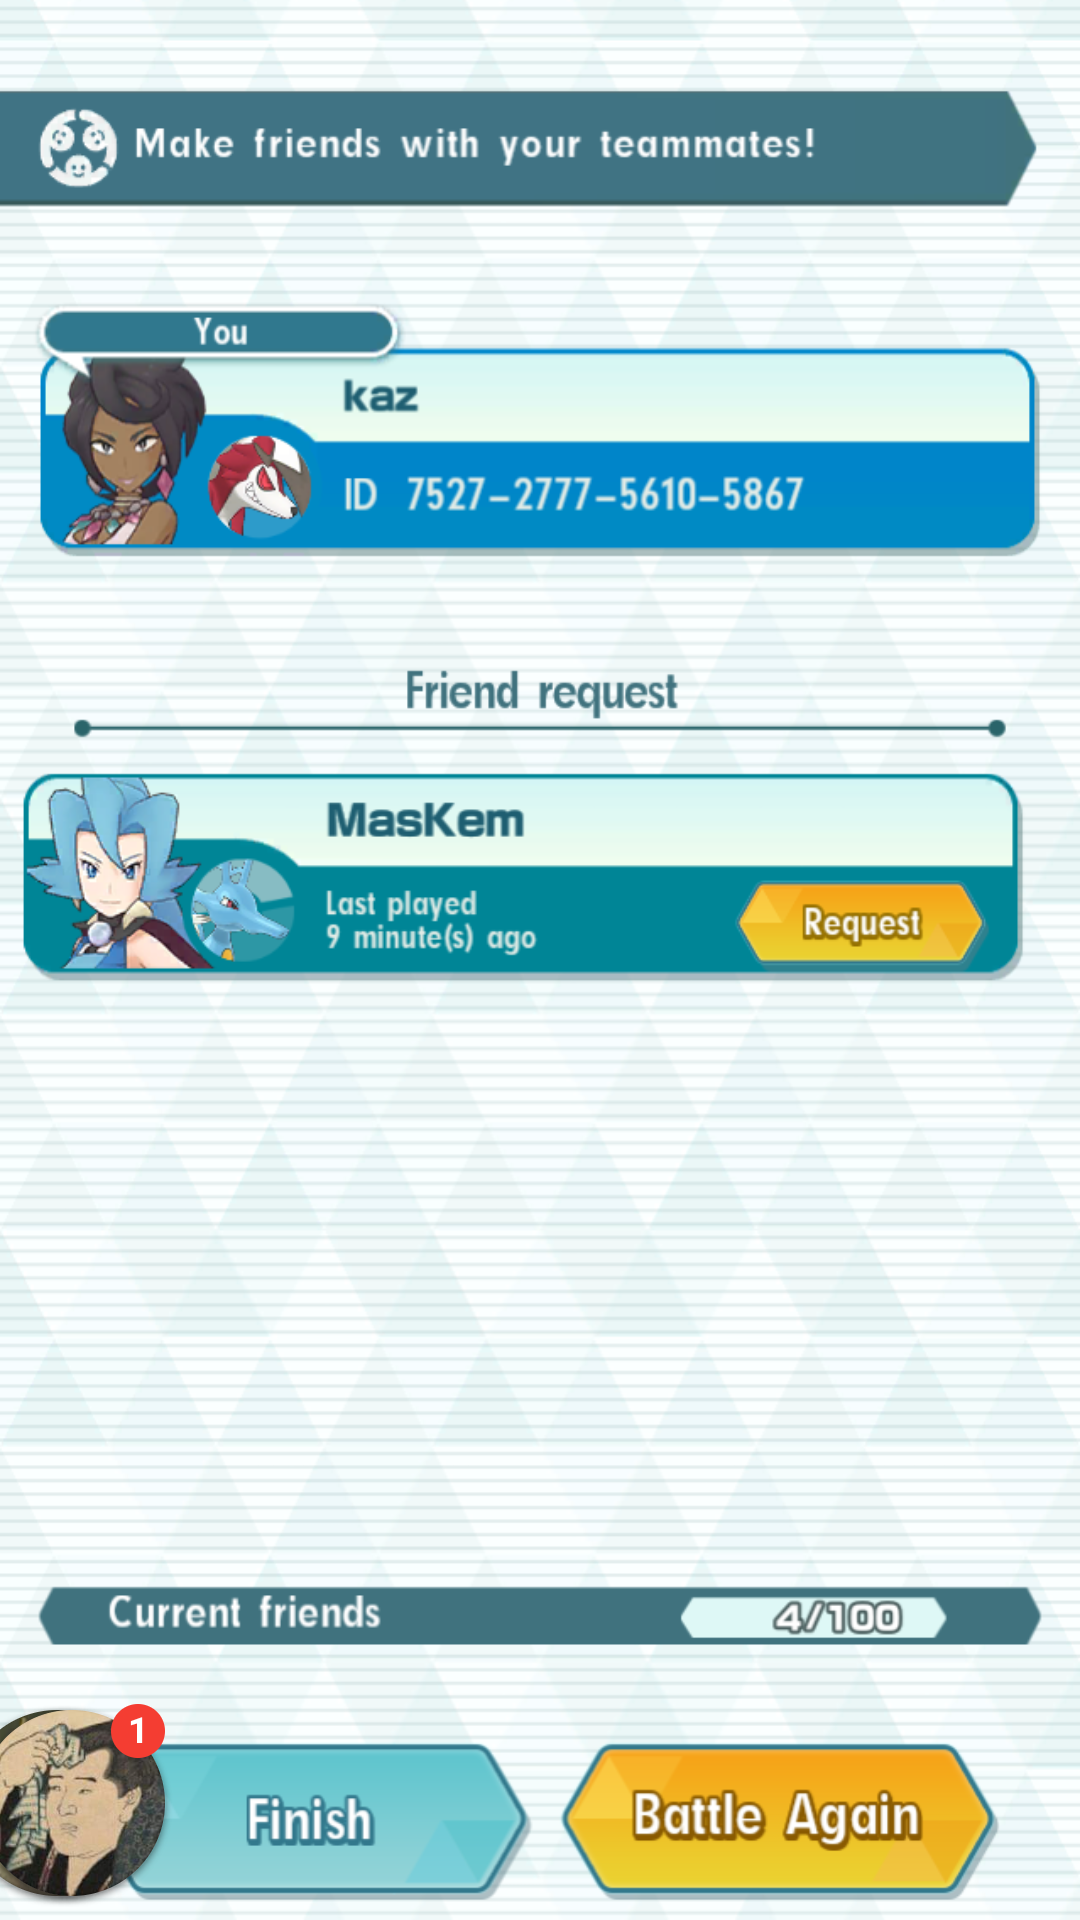 Make friends with your teammates!
You
kaz
ID 7527-2777-5610-5867
Friend request
MasKem
Last played
9 minute(s) ago
Request
Current friends
4/100
1
Finish
Battle Again